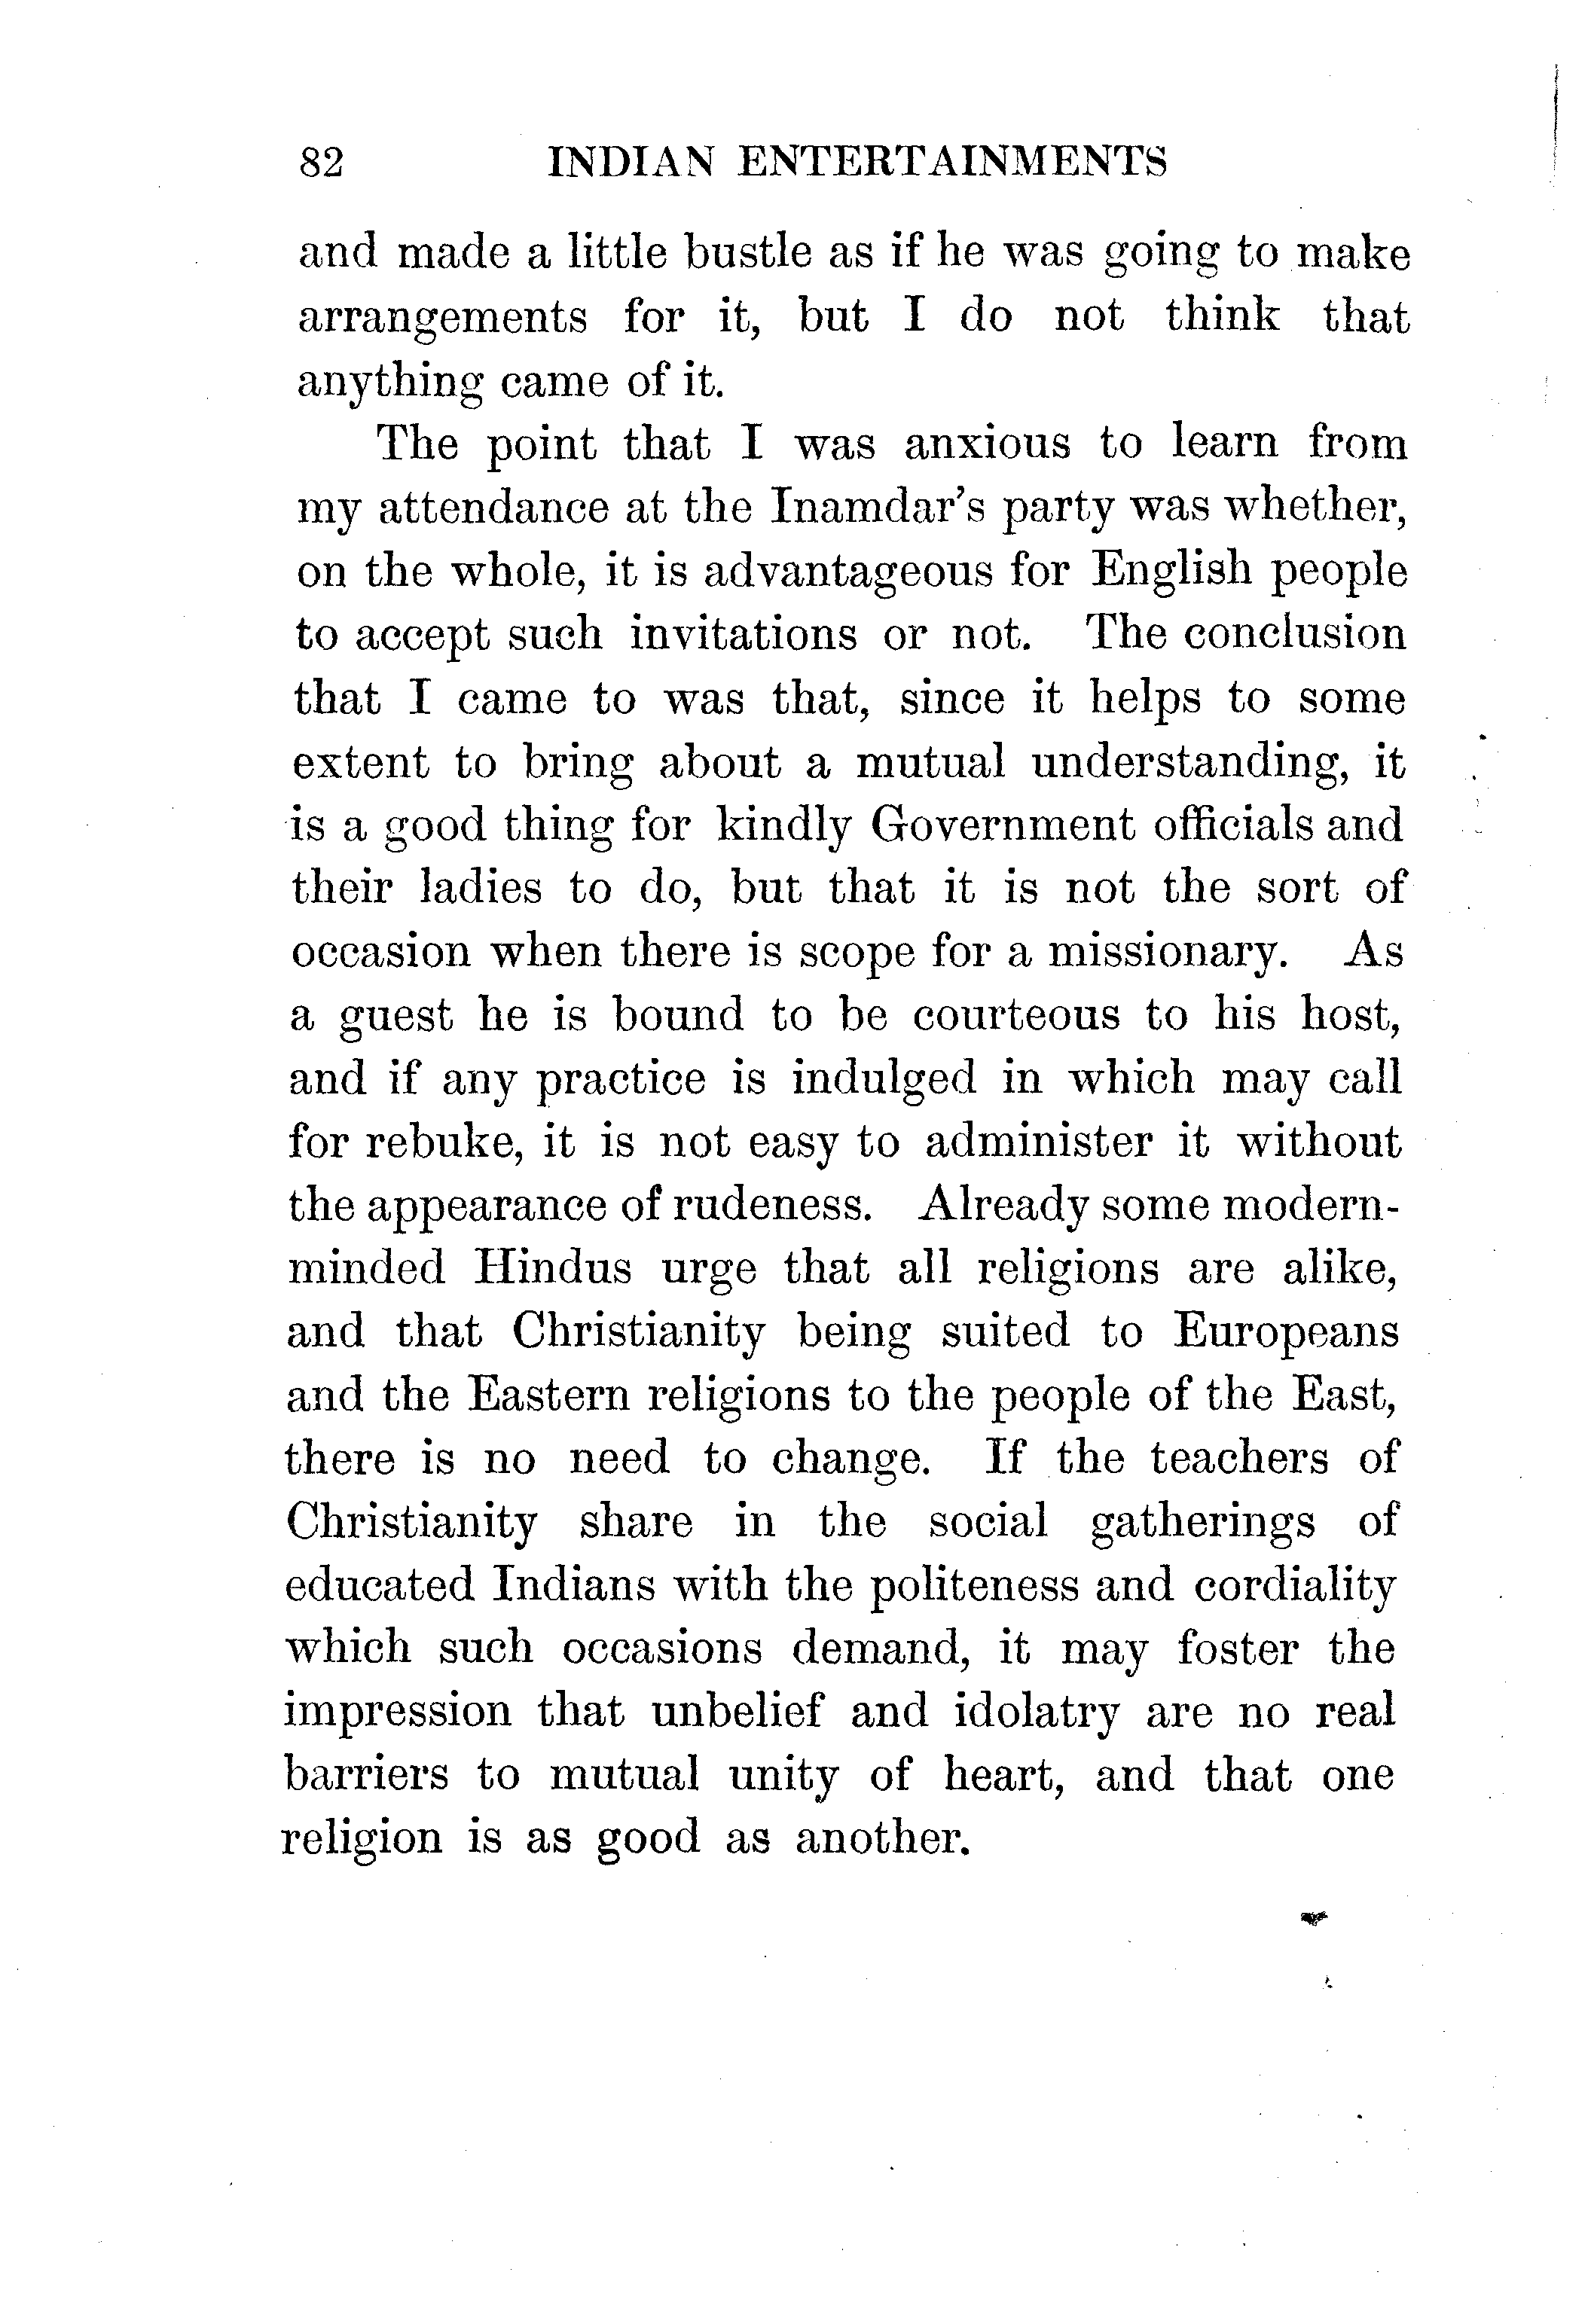 82 INDIAN ENTERTAINMENTS
and made a little bustle as if he was going to make
arrangements for it, but I do not think that
anything came of it.
The point that I was anxious to learn from
my attendance at the Inamdar's party was whether,
on the whole, it is advantageous for English people
to accept such invitations or not. The conclusion
that I came to was that, since it helps to some
extent to bring about a mutual understanding, it
is a good thing for kindly Government officials and
their ladies to do, but that it is not the sort of
occasion when there is scope for a missionary. As
a guest he is bound to be courteous to his host,
and if any practice is indulged in which may call
for rebuke, it is not easy to administer it without
the appearance of rudeness. Already some modern-
minded Hindus urge that all religions are alike,
and that Christianity being suited to Europeans
and the Eastern religions to the people of the East,
there is no need to change. If the teachers of
Christianity share in the social gatherings of
educated Indians with the politeness and cordiality
which such occasions demand, it may foster the
impression that unbelief and idolatry are no real
barriers to mutual unity of heart, and that one
religion is as good as another.